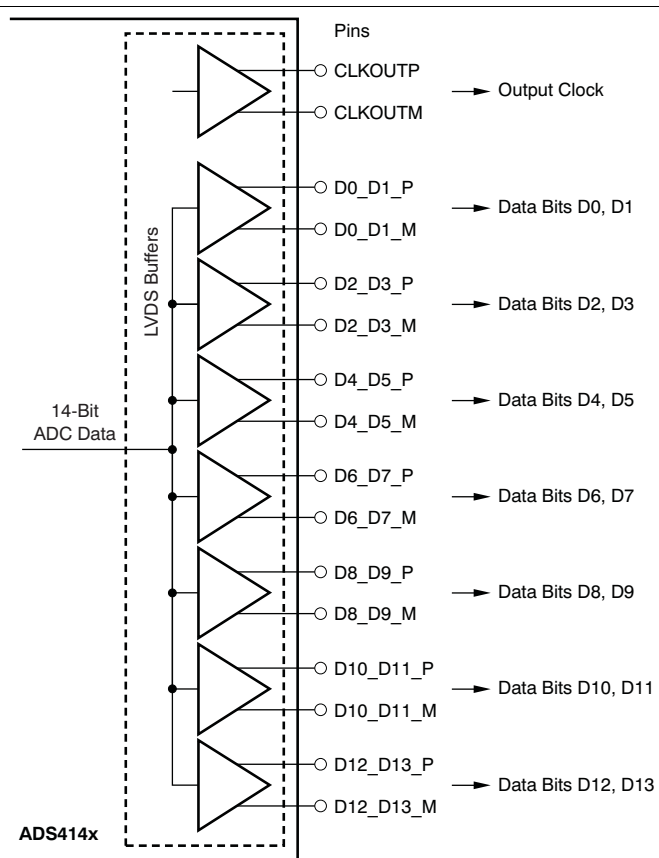 Pins
CLKOUTP
CLKOUTM
Output Clock
D0_D1_P
D0_D1_M
Data Bits D0, D1
LVDS Buffers
D2_D3_P
D2_D3_M
Data Bits D2, D3
D4_D5_P
D4_D5_M
Data Bits D4, D5
14-Bit
ADC Data
D6_D7_P
D6_D7_M
Data Bits D6, D7
D8_D9_P
D8_D9_M
Data Bits D8, D9
D10_D11_P
D10_D11_M
Data Bits D10, D11
D12_D13_P
D12_D13_M
Data Bits D12, D13
ADS414x